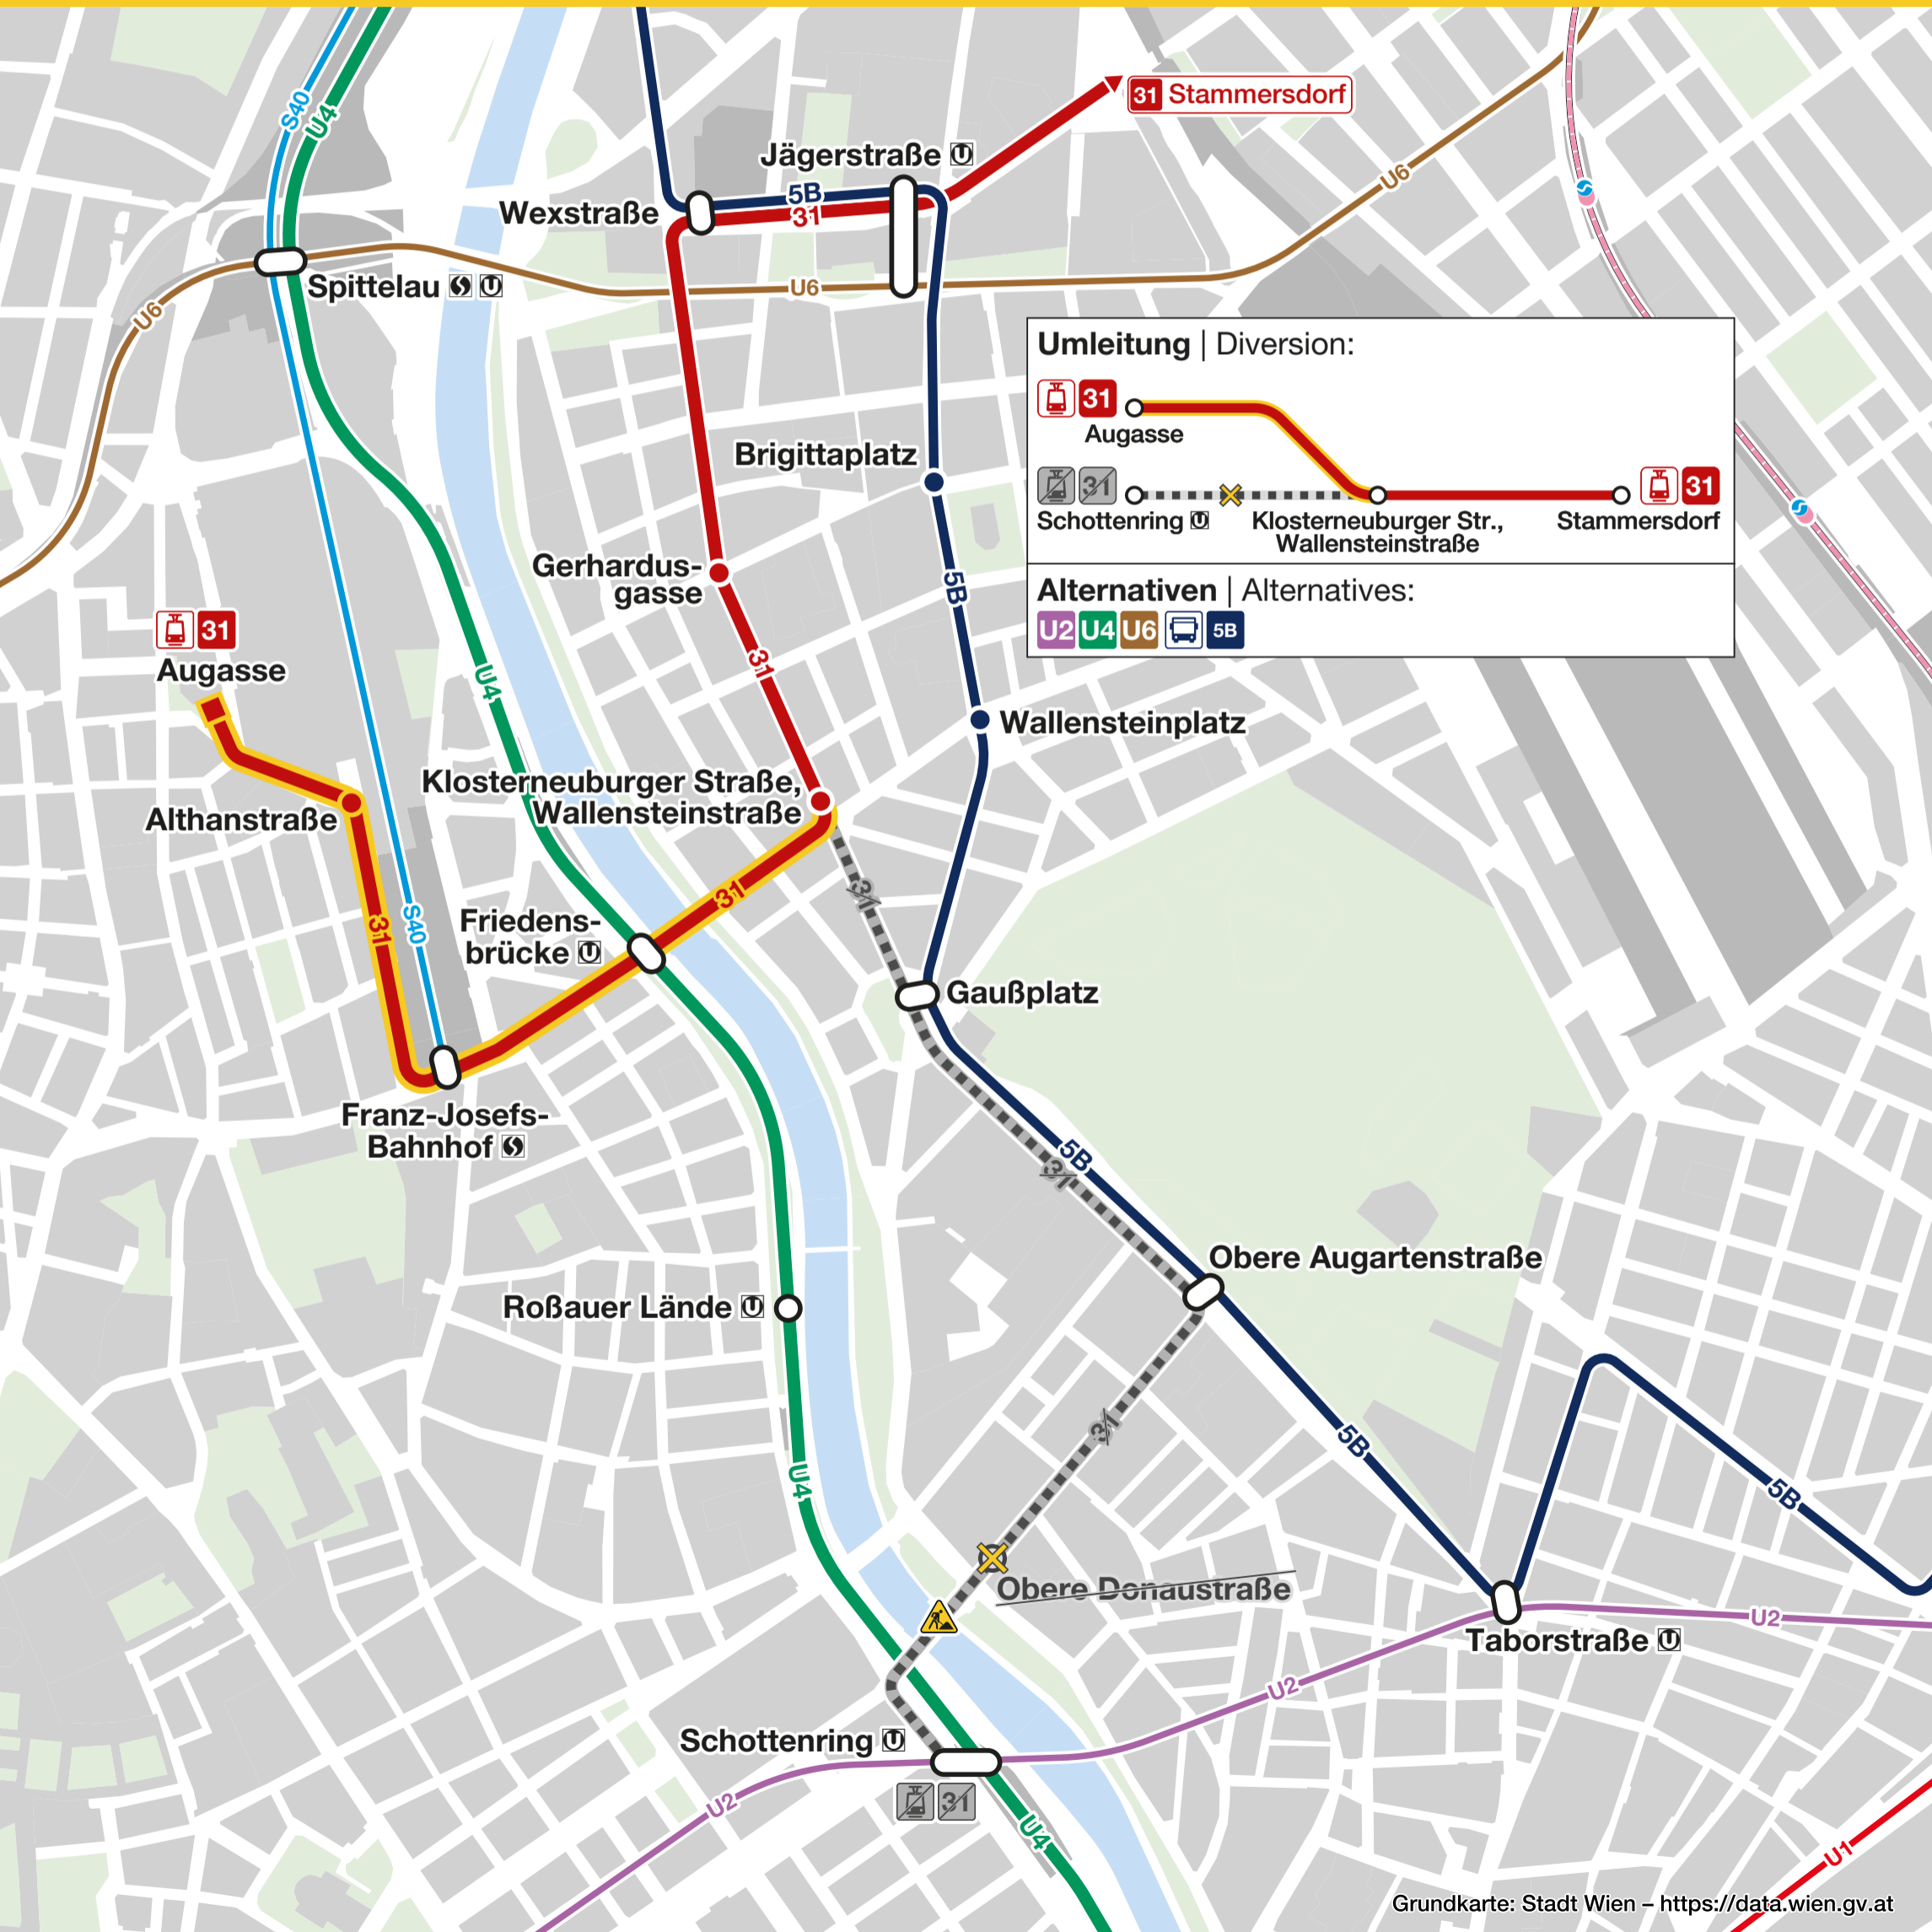 31 Stammersdorf
S40
U4
Jägerstraße U
5B
31
Wexstraße
U6
Spittelau S U
U6
U6
Umleitung | Diversion:
31
Augasse
31
31
Schottenring U
Klosterneuburger Str.,
Wallensteinstraße
Stammersdorf
Alternativen | Alternatives:
U2 U4 U6 5B
Brigittaplatz
5B
Gerhardus-
gasse
31
31
Augasse
U4
Wallensteinplatz
Klosterneuburger Straße,
Wallensteinstraße
Althanstraße
31
31
31
S40
Friedens-
brücke U
Gaußplatz
Franz-Josefs-
Bahnhof S
5B
31
Obere Augartenstraße
Roßauer Lände U
31
5B
5B
U4
Obere Donaustraße
U2
Taborstraße U
U2
Schottenring U
31
U2
U4
U1
Grundkarte: Stadt Wien – https://data.wien.gv.at